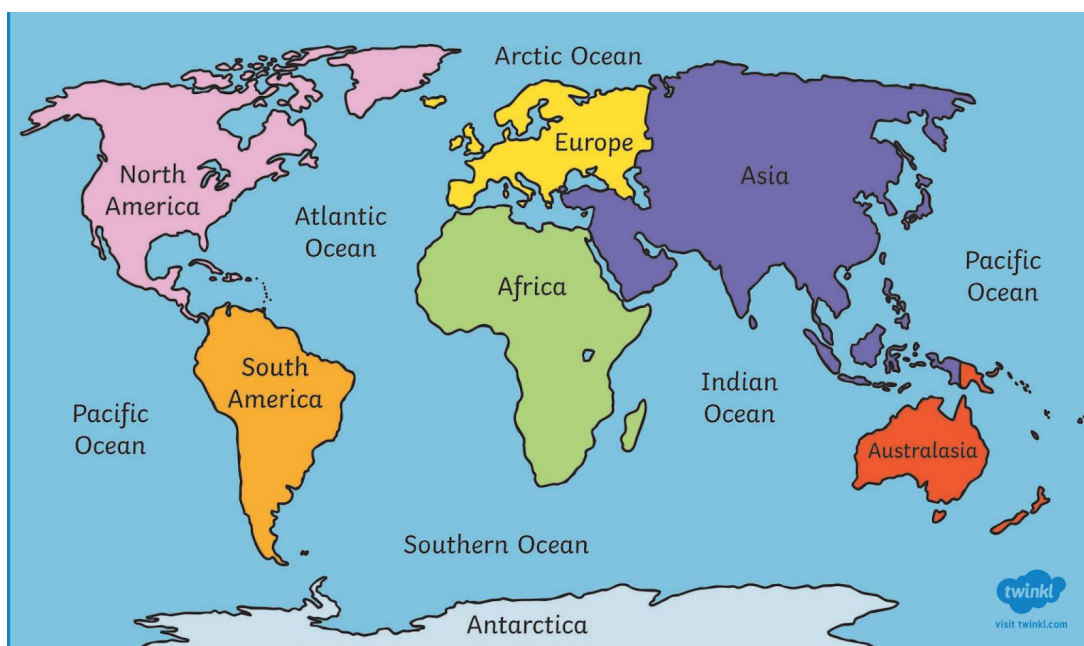 Arctic Ocean
Europe
Asia
North
America
Atlantic
Ocean
Africa
Pacific
Ocean
South
America
Indian
Ocean
Pacific
Ocean
Australasia
Southern Ocean
Antarctica
twinkl
visit twinkl.com